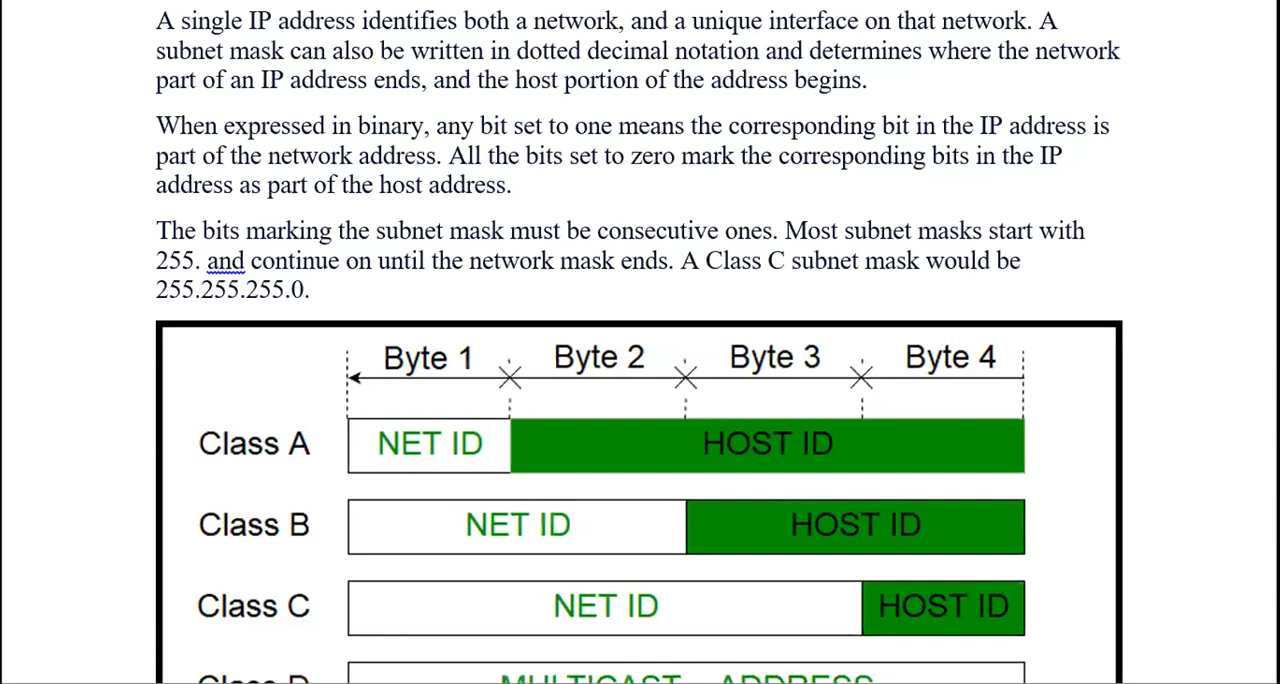 A single IP address identifies both a network, and a unique interface on that network. A
subnet mask can also be written in dotted decimal notation and determines where the network
part of an IP address ends, and the host portion of the address begins.
When expressed in binary, any bit set to one means the corresponding bit in the IP address is
part of the network address. All the bits set to zero mark the corresponding bits in the IP
address as part of the host address.
The bits marking the subnet mask must be consecutive ones. Most subnet masks start with
255. and continue on until the network mask ends. A Class C subnet mask would be
255.255.255.0.
Byte 1 Byte 2 Byte 3 Byte 4
Class A NET ID HOST ID
Class B NET ID HOST ID
Class C NET ID HOST ID
Class D MULTICAST ADDRESS